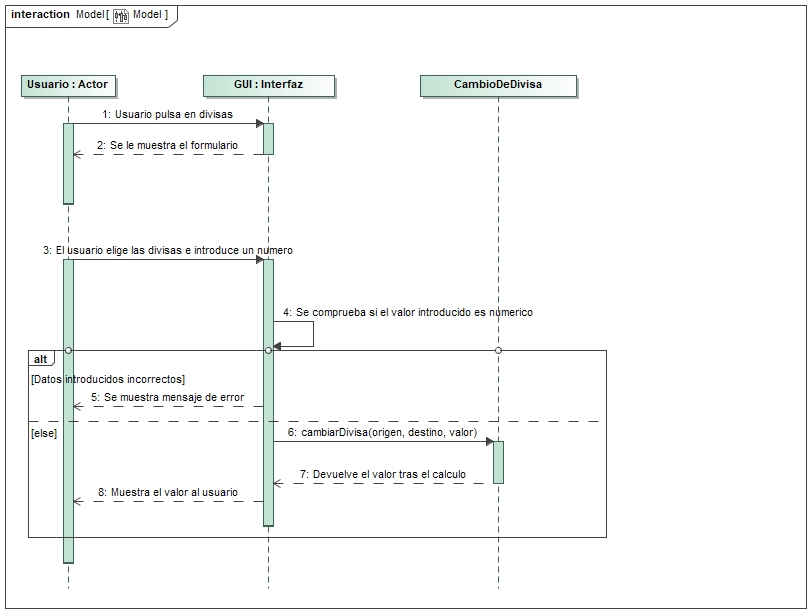 interaction Model[ Model ]
Usuario : Actor
GUI : Interfaz
CambioDeDivisa
1: Usuario pulsa en divisas
2: Se le muestra el formulario
3: El usuario elige las divisas e introduce un numero
4: Se comprueba si el valor introducido es numerico
alt
[Datos introducidos incorrectos]
5: Se muestra mensaje de error
[else]
6: cambiarDivisa(origen, destino, valor)
7: Devuelve el valor tras el calculo
8: Muestra el valor al usuario